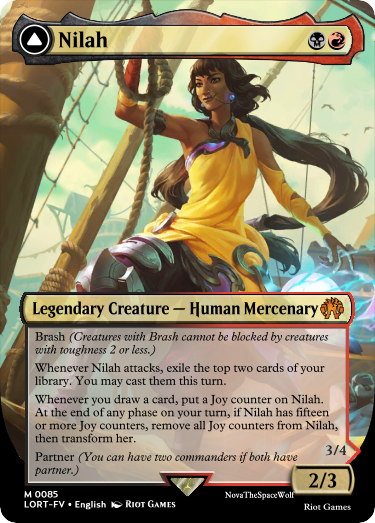 Nilah
Legendary Creature — Human Mercenary
Brash (Creatures with Brash cannot be blocked by creatures
with toughness 2 or less.)
Whenever Nilah attacks, exile the top two cards of your
library. You may cast them this turn.
Whenever you draw a card, put a Joy counter on Nilah.
At the end of any phase on your turn, if Nilah has fifteen
or more Joy counters, remove all Joy counters from Nilah,
then transform her.
3/4
Partner (You can have two commanders if both have
partner.)
2/3
M 0085
LORT-FV • English Riot Games
NovaTheSpaceWolf
Riot Games